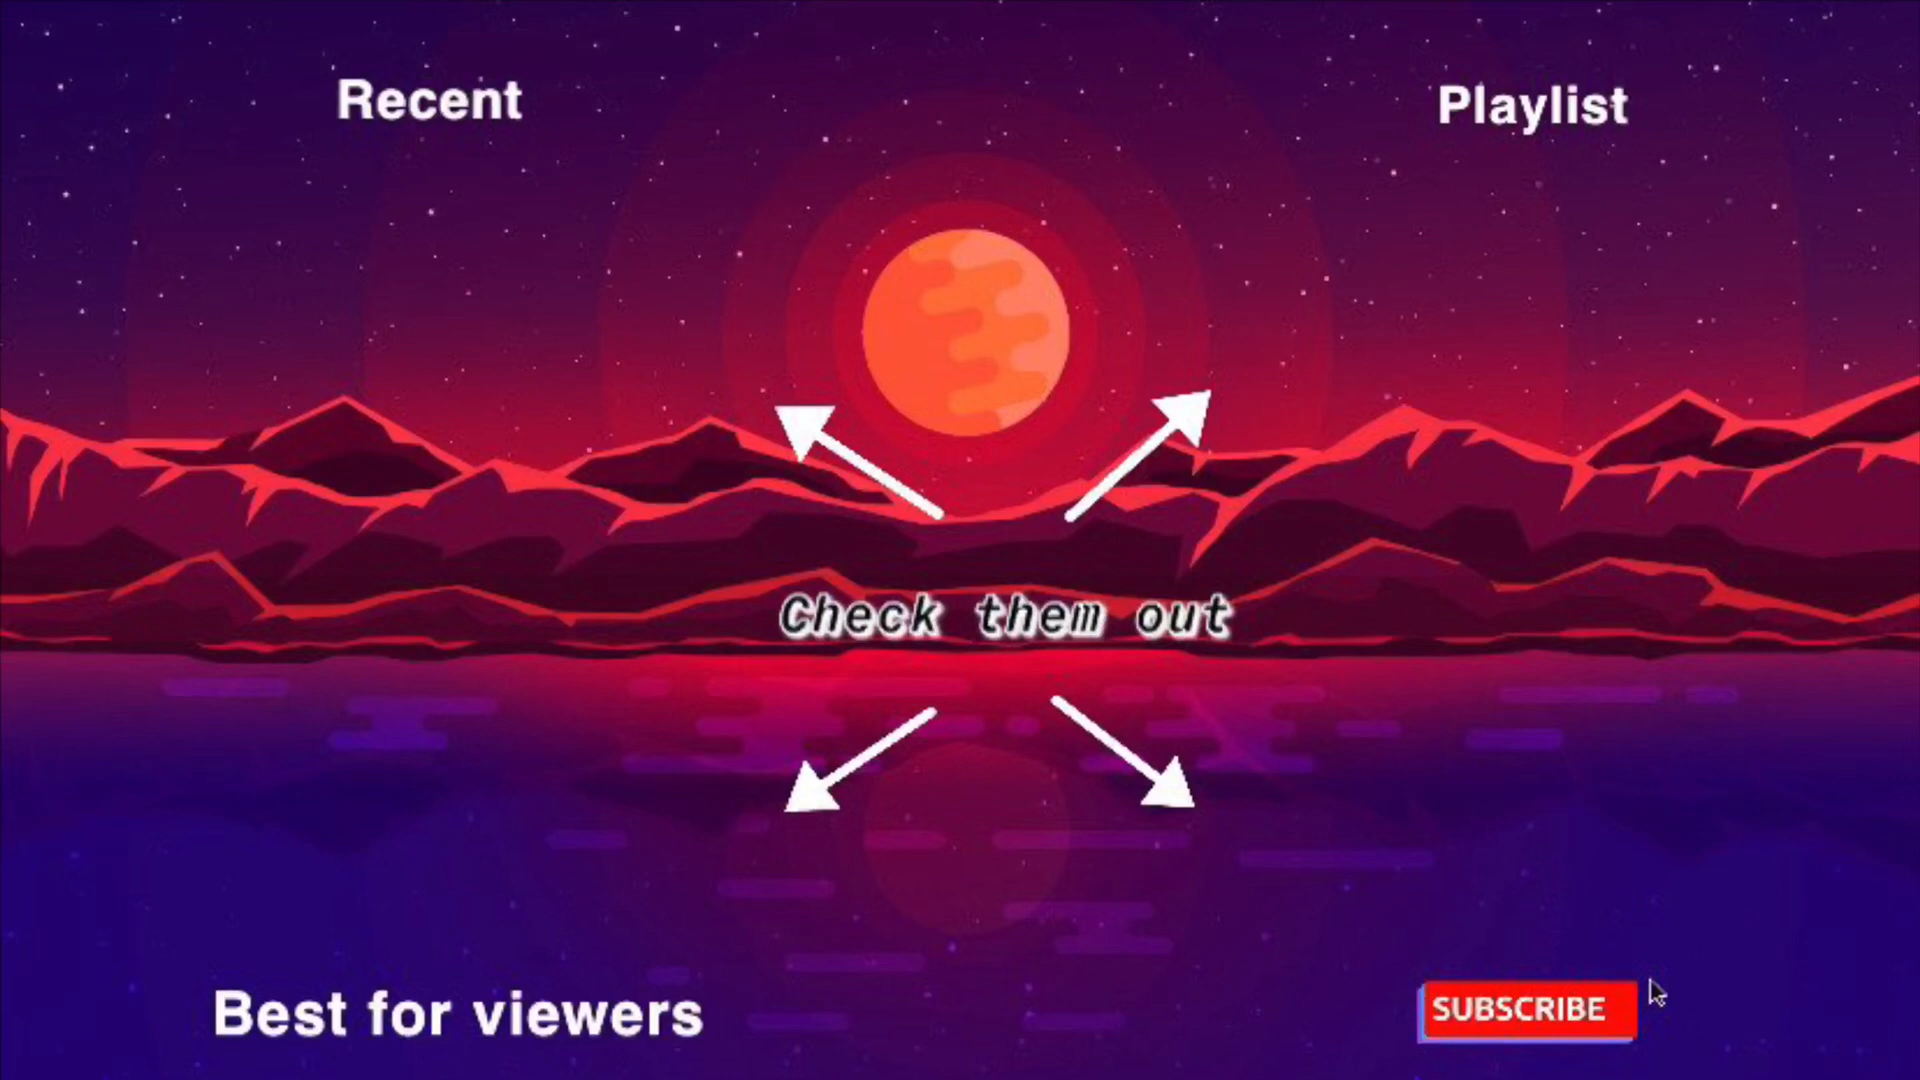 Recent
Playlist
Check them out
Best for viewers
SUBSCRIBE